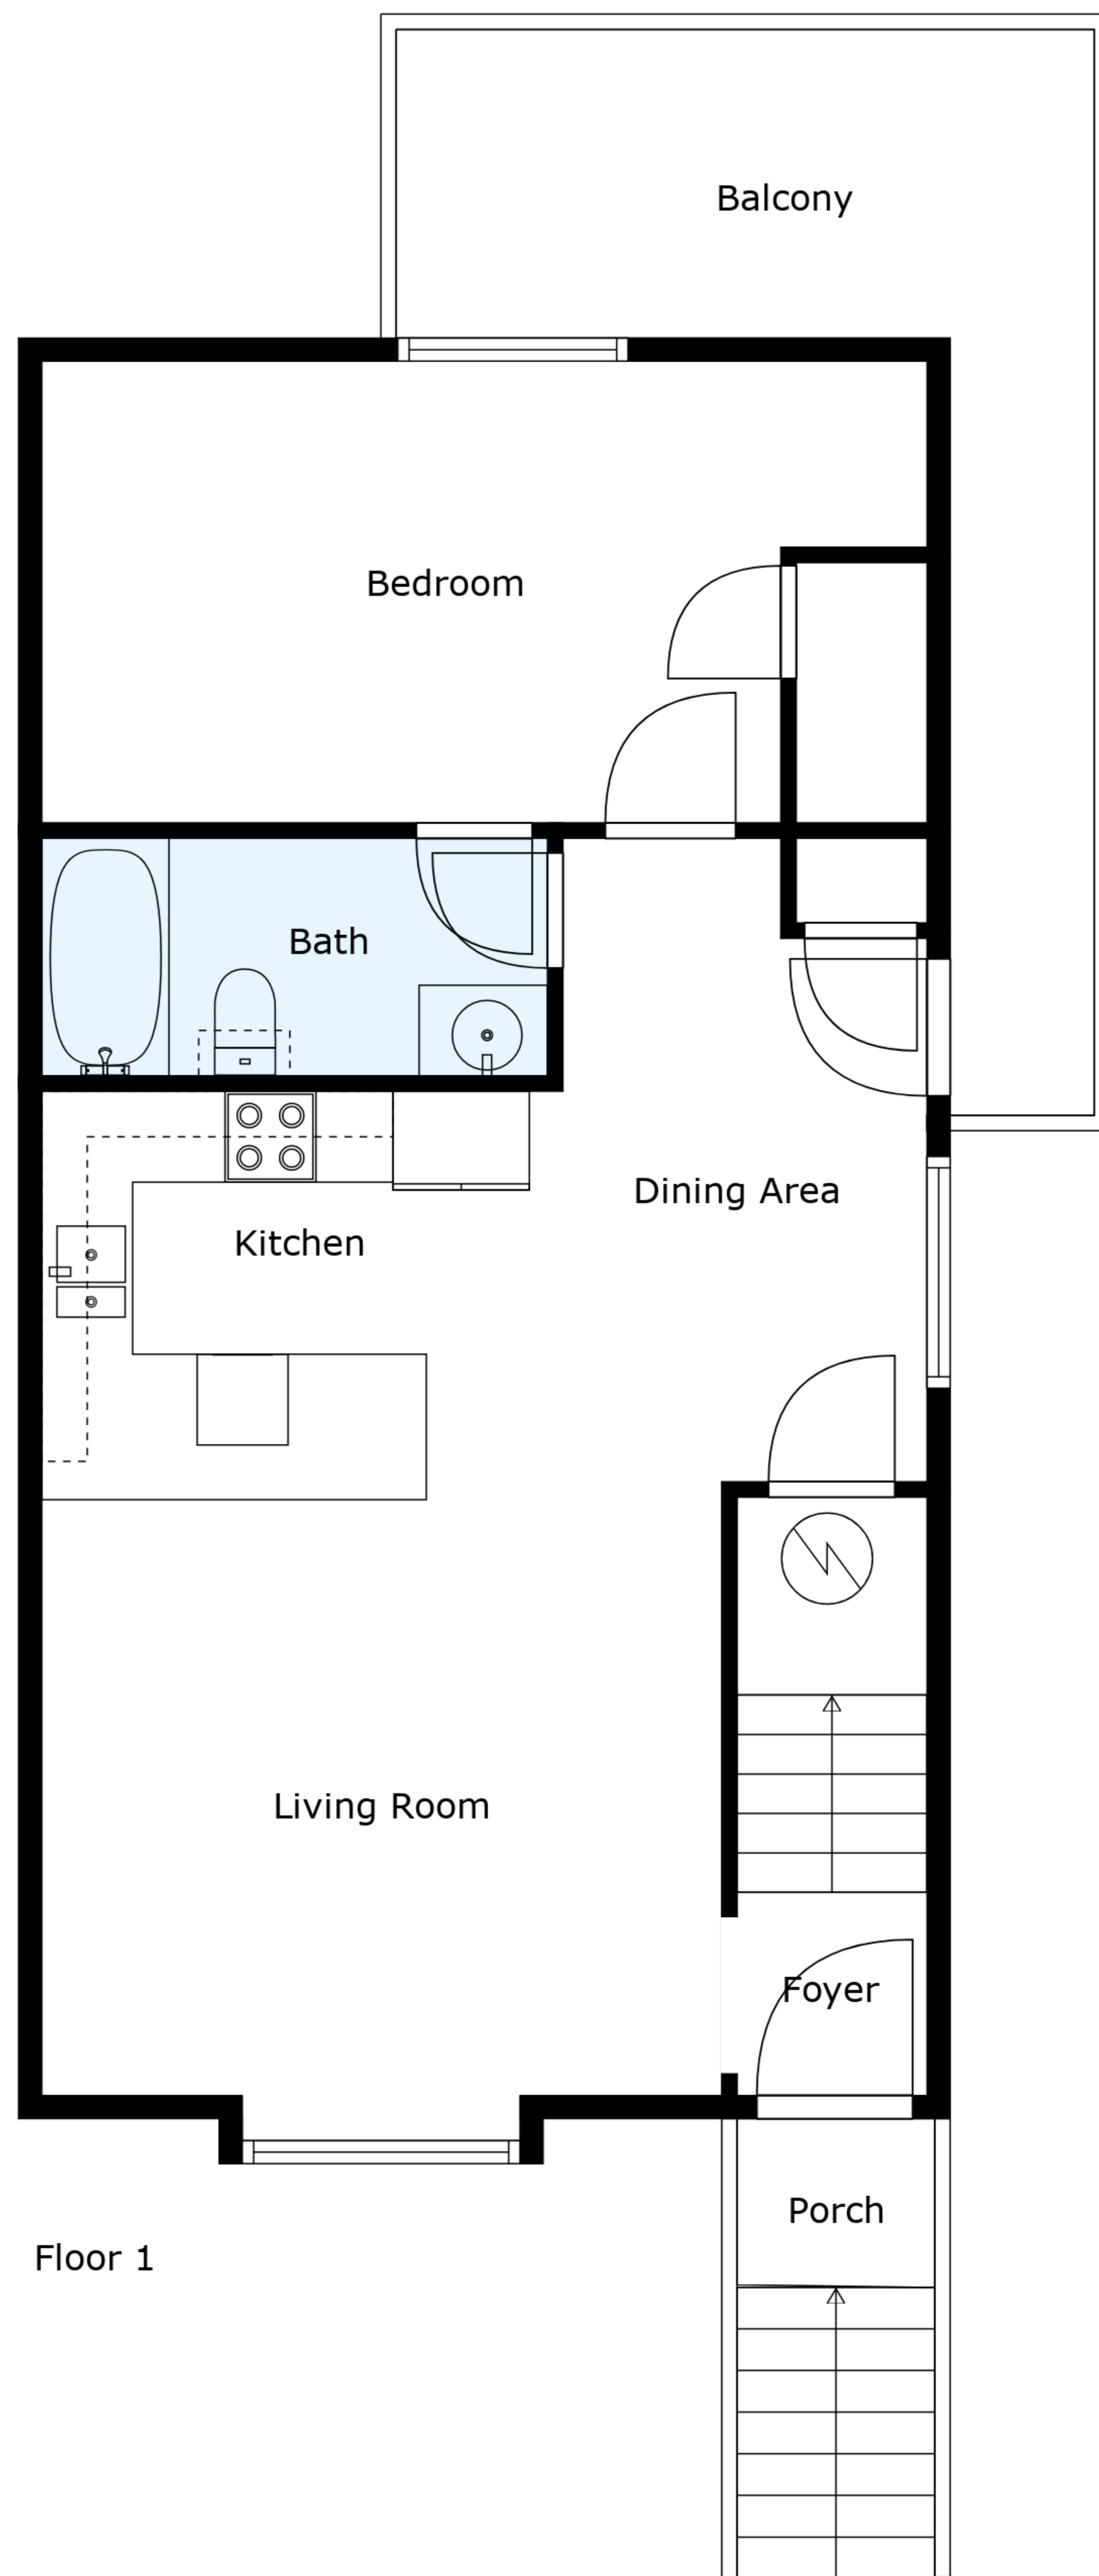 Balcony
Bedroom
Bath
Dining Area
Kitchen
Living Room
Foyer
Porch
Floor 1